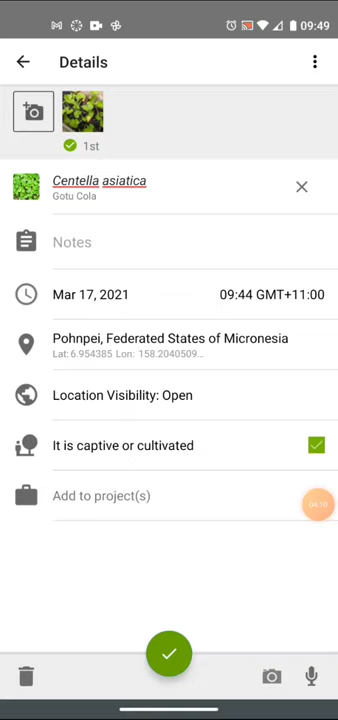 09:49
Details
1st
Centella asiatica
Gotu Cola
Notes
Mar 17, 2021 09:44 GMT+11:00
Pohnpei, Federated States of Micronesia
Lat: 6.954385 Lon: 158.2040509...
Location Visibility: Open
It is captive or cultivated
Add to project(s)
04:10